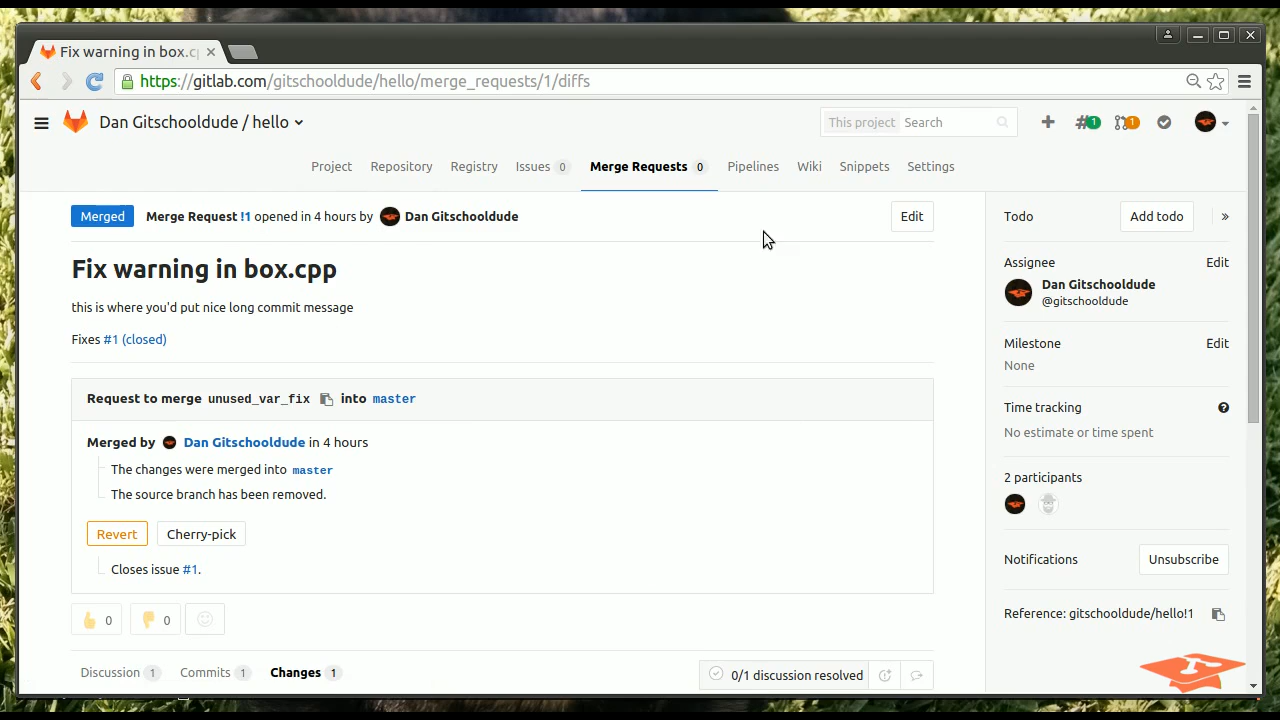 Fix warning in box.c
https://gitlab.com/gitschooldude/hello/merge_requests/1/diffs
Dan Gitschooldude / hello
This project Search
1 1
Project Repository Registry Issues 0 Merge Requests 0 Pipelines Wiki Snippets Settings
Merged Merge Request !1 opened in 4 hours by Dan Gitschooldude Edit
Fix warning in box.cpp
this is where you'd put nice long commit message
Fixes #1 (closed)
Request to merge unused_var_fix into master
Merged by Dan Gitschooldude in 4 hours
The changes were merged into master
The source branch has been removed.
Revert Cherry-pick
Closes issue #1.
0 0
Discussion 1 Commits 1 Changes 1 0/1 discussion resolved
Todo Add todo »
Assignee Edit
Dan Gitschooldude
@gitschooldude
Milestone Edit
None
Time tracking
No estimate or time spent
2 participants
Notifications Unsubscribe
Reference: gitschooldude/hello!1